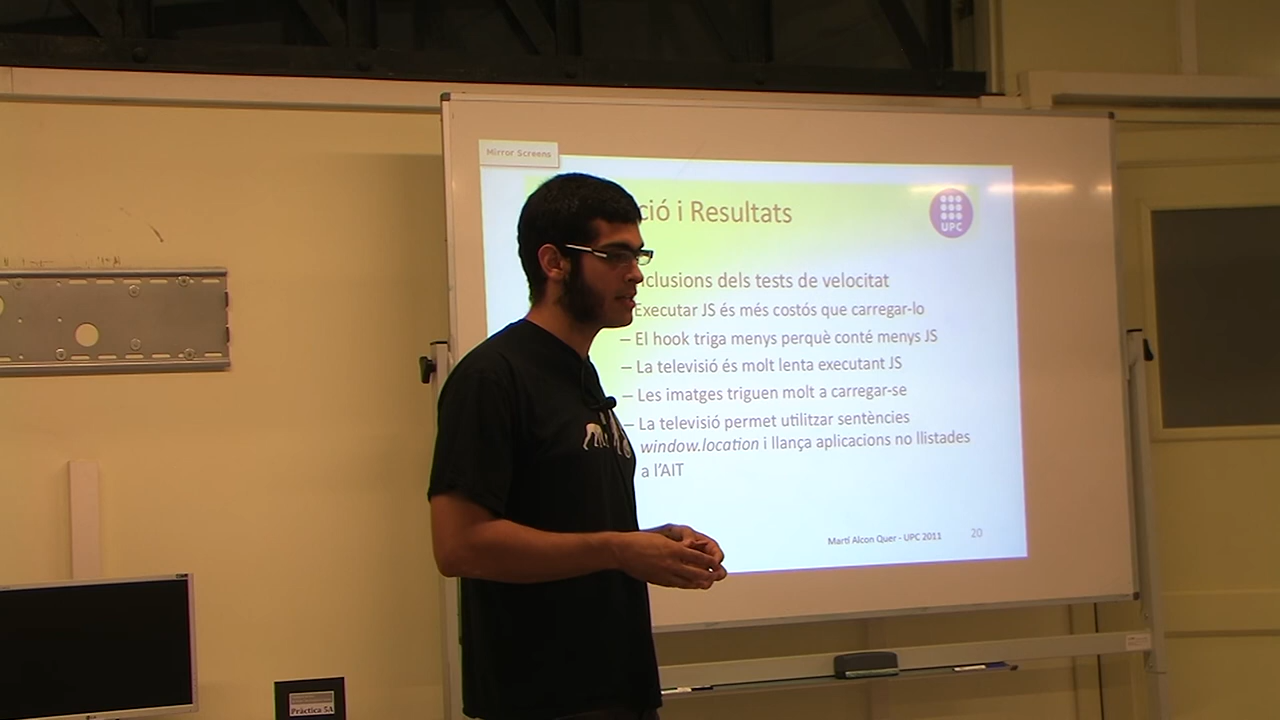 Mirror Screens
ció i Resultats
UPC
clusions dels tests de velocitat
Executar JS és més costós que carregar-lo
– El hook triga menys perquè conté menys JS
– La televisió és molt lenta executant JS
– Les imatges triguen molt a carregar-se
– La televisió permet utilitzar sentències
window.location i llança aplicacions no llistades
a l'AIT
Martí Alcon Quer - UPC 2011
20
Pràctica 5A